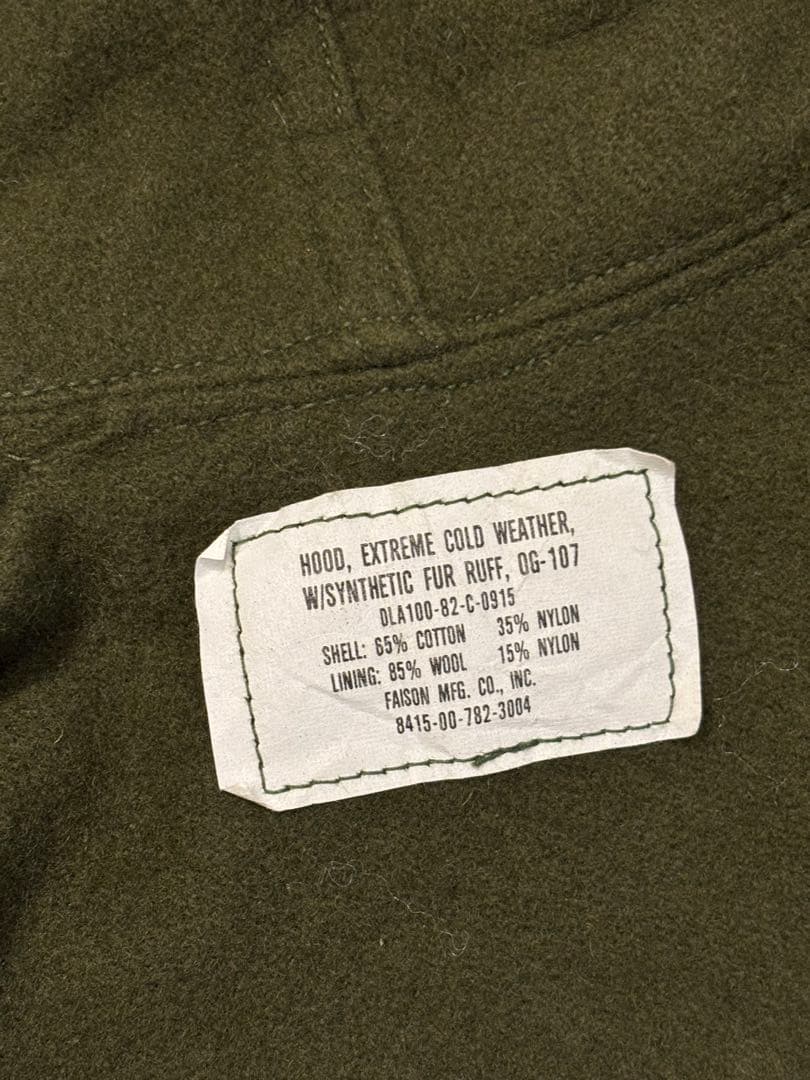 HOOD, EXTREME COLD WEATHER,
W/SYNTHETIC FUR RUFF, OG-107
DLA100-82-C-0915
SHELL: 65% COTTON 35% NYLON
LINING: 85% WOOL 15% NYLON
FAISON MFG. CO., INC.
8415-00-782-3004